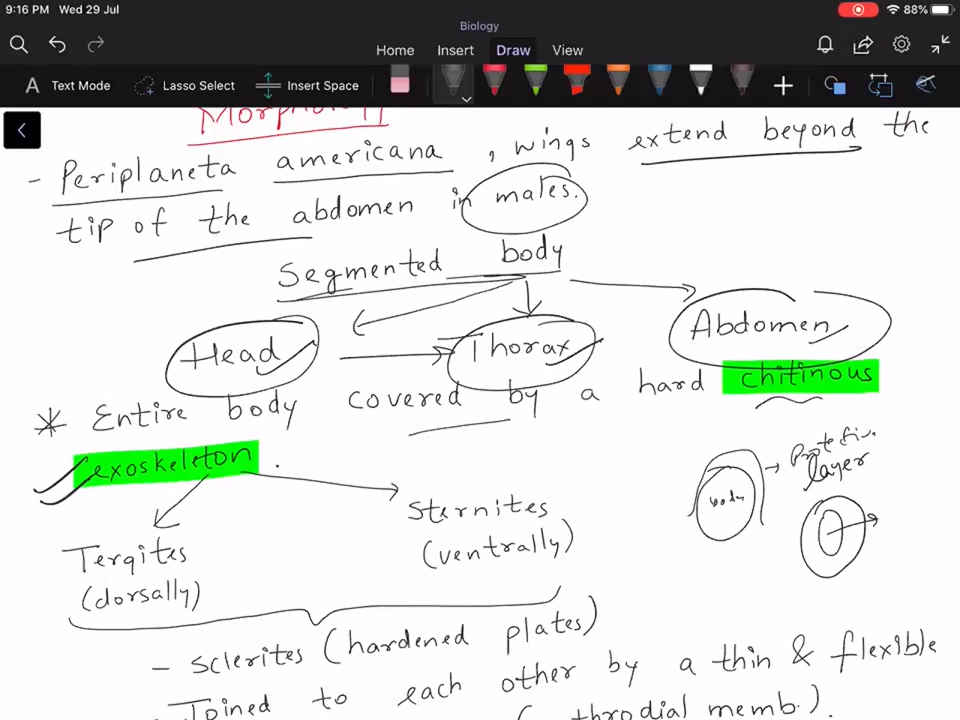 9:16 PM Wed 29 Jul
88%
Biology
Home Insert Draw View
A Text Mode
Lasso Select
Insert Space
- Periplaneta americana, wings extend beyond the
tip of the abdomen in males.
Segmented body
Head Thorax Abdomen
* Entire body covered by a hard chitinous
exoskeleton.
Protective
layer
body
Tergites
(dorsally)
Sternites
(ventrally)
- Sclerites (hardened plates)
- Joined to each other by a thin & flexible